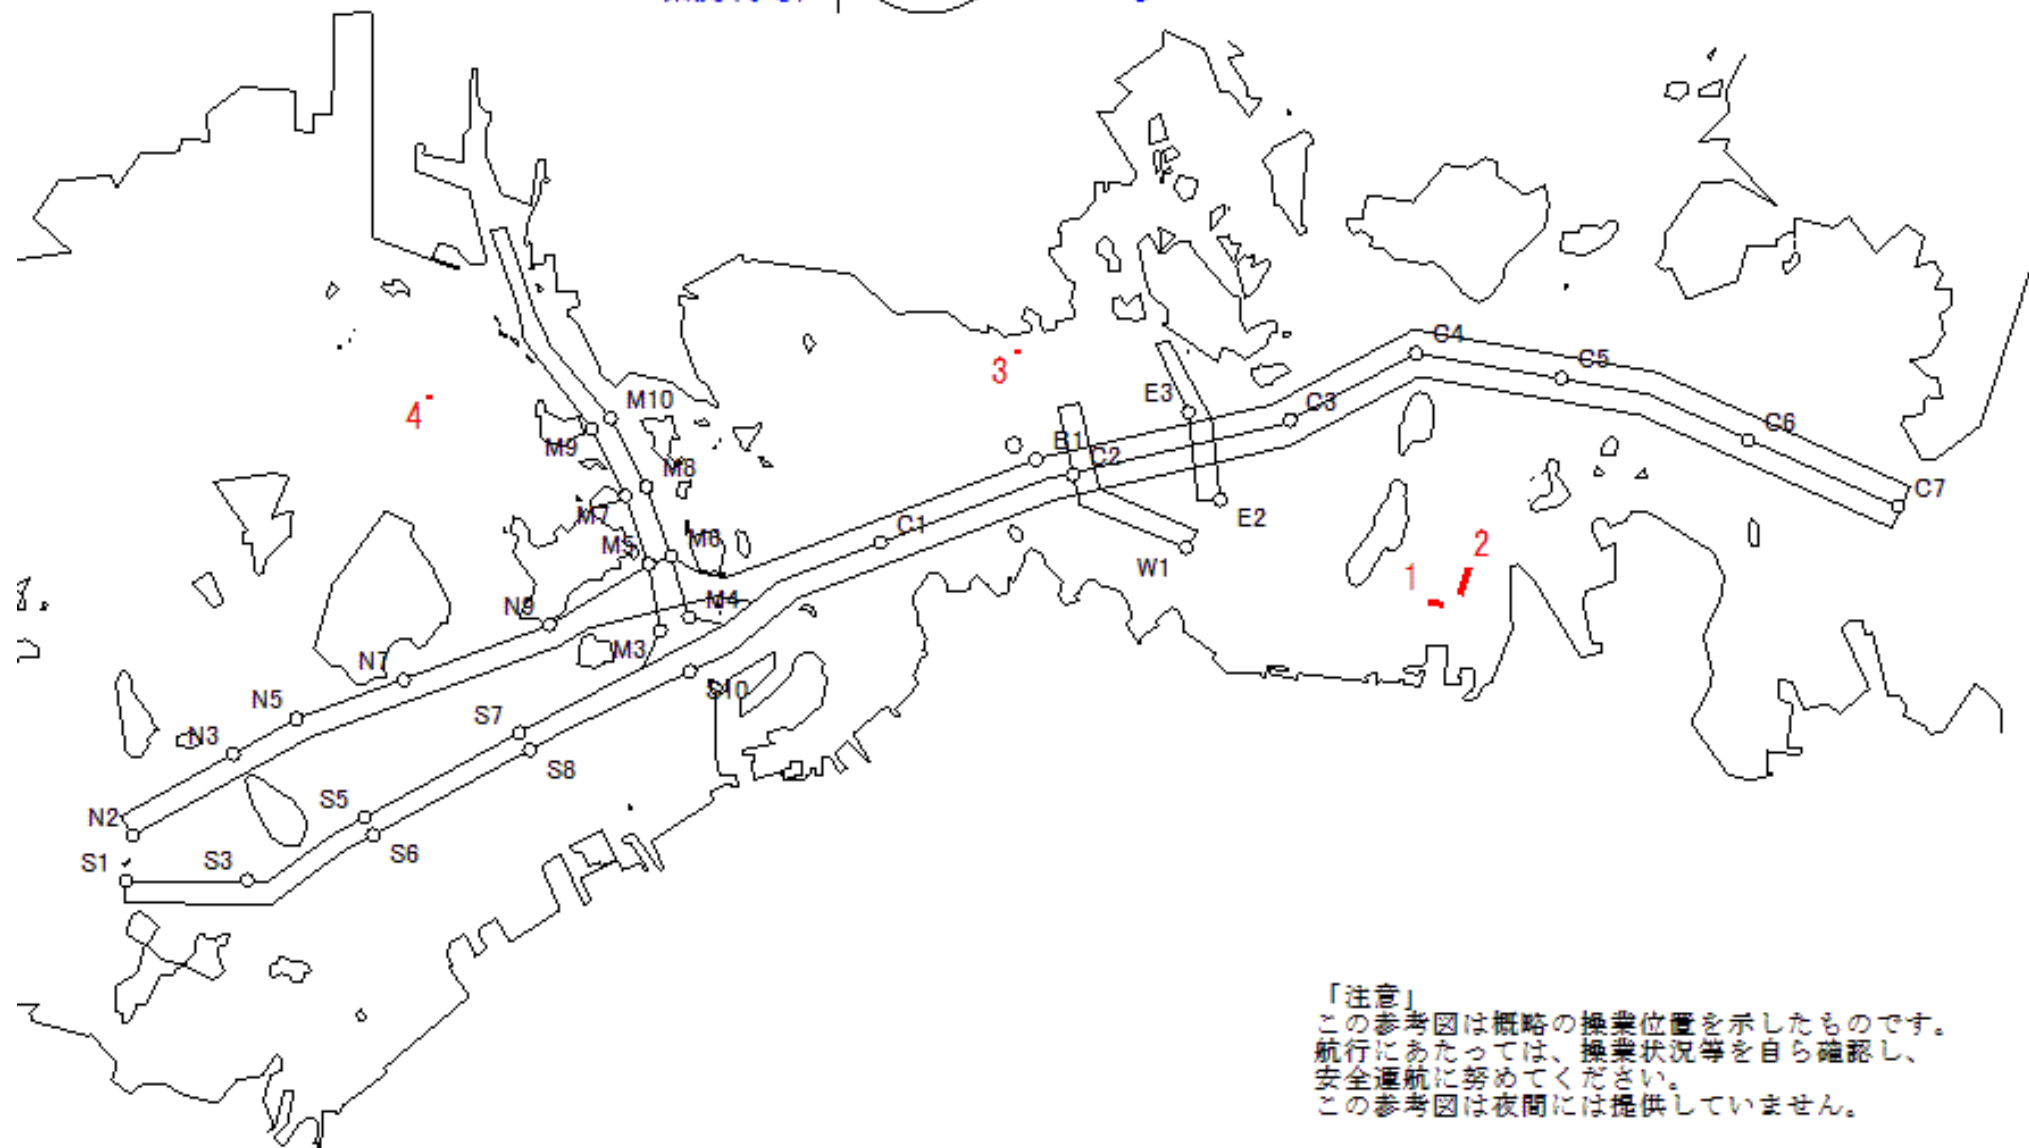 C4
C5
3
E3
M10
4
C3
C6
M9
B1
C2
M8
C7
M7
E2
C1
M5
M6
2
W1
1
N9
M4
M3
N7
S10
N5
S7
N3
S8
S5
N2
S6
S1
S3
「注意」
この参考図は概略の操業位置を示したものです。
航行にあたっては、操業状況等を自ら確認し、
安全運航に努めてください。
この参考図は夜間には提供していません。